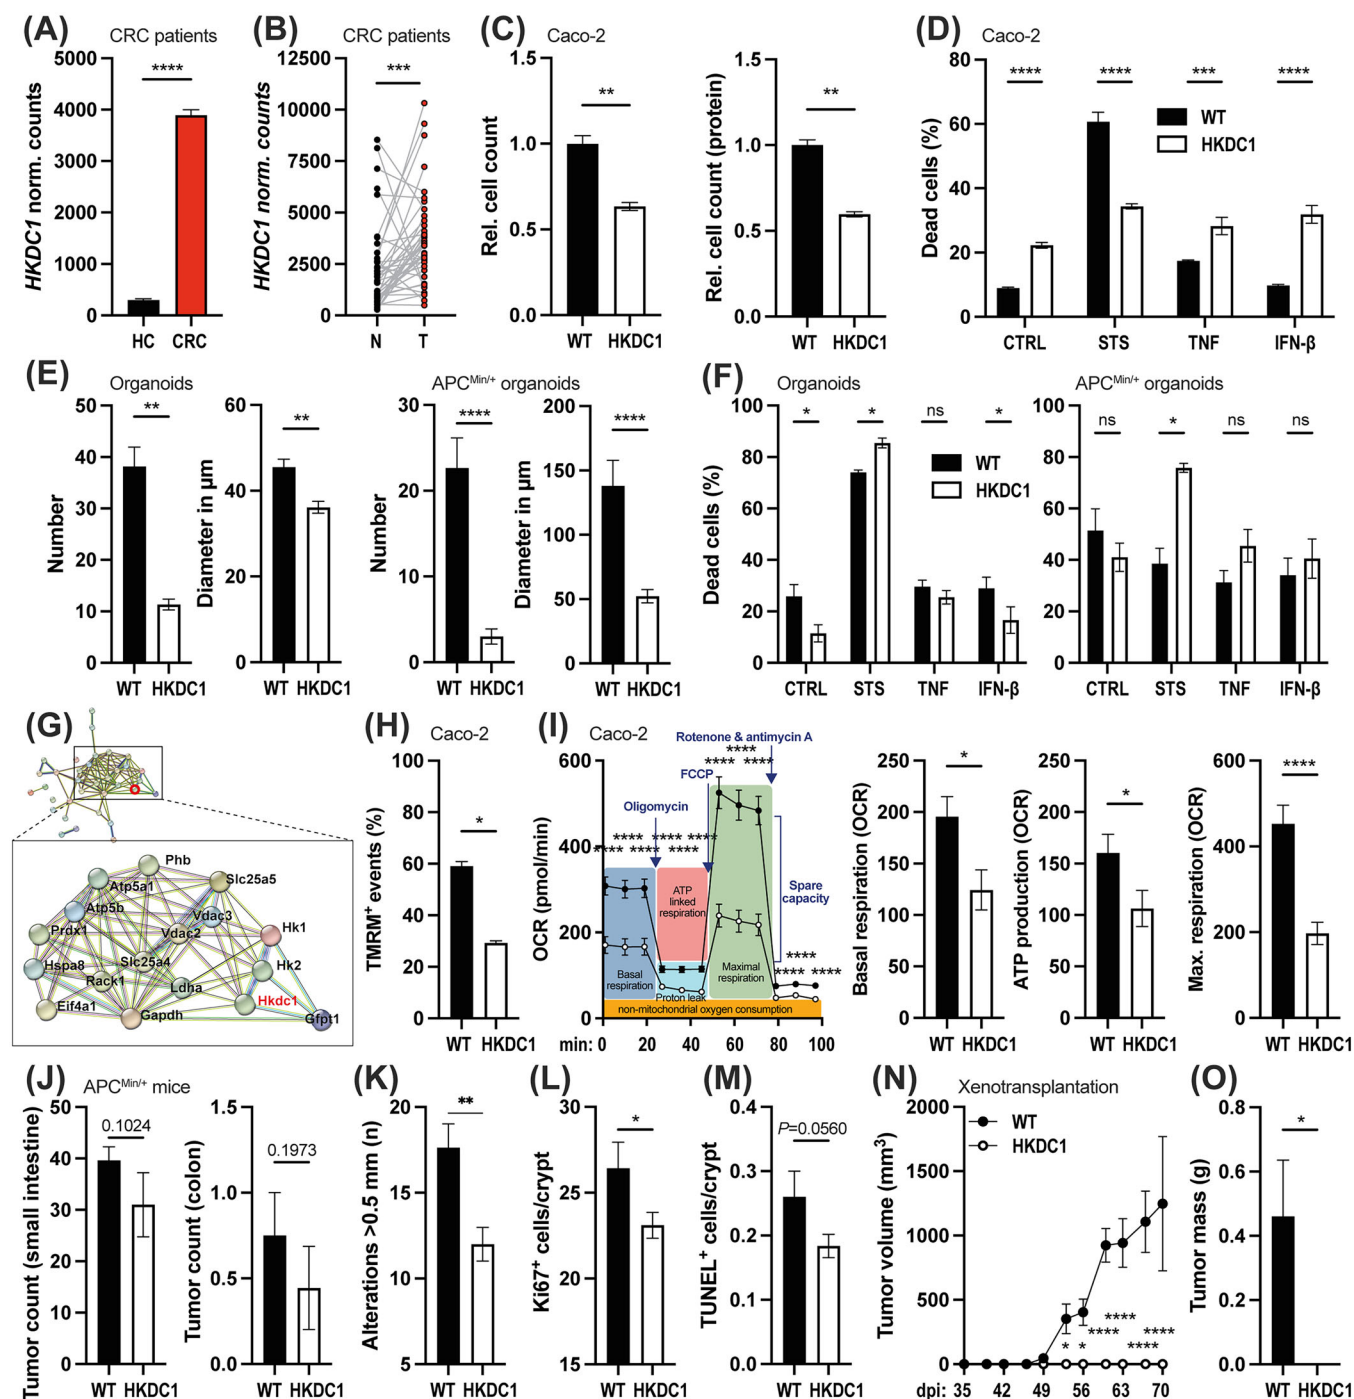 (A) CRC patients
HKDC1 norm. counts
5000
4000
3000
2000
1000
0
****
HC CRC
(B) CRC patients
HKDC1 norm. counts
12500
10000
7500
5000
2500
0
***
N T
(C) Caco-2
Rel. cell count
1.5
1.0
0.5
0.0
**
WT HKDC1
Rel. cell count (protein)
1.5
1.0
0.5
0.0
**
WT HKDC1
(D) Caco-2
Dead cells (%)
80
60
40
20
0
**** **** *** ****
WT
HKDC1
CTRL STS TNF IFN-β
(E) Organoids
Number
50
40
30
20
10
0
**
WT HKDC1
Diameter in µm
60
40
20
0
**
WT HKDC1
APCMin/+ organoids
Number
30
20
10
0
****
WT HKDC1
Diameter in µm
200
150
100
50
0
****
WT HKDC1
(F) Organoids
Dead cells (%)
100
80
60
40
20
0
* * ns *
WT
HKDC1
CTRL STS TNF IFN-β
APCMin/+ organoids
100
80
60
40
20
0
ns * ns ns
CTRL STS TNF IFN-β
(G)
Phb
Atp5a1
Slc25a5
Atp5b
Vdac3
Prdx1
Vdac2
Hk1
Hspa8
Slc25a4
Hk2
Rack1
Ldha
Hkdc1
Eif4a1
Gapdh
Gfpt1
(H) Caco-2
TMRM+ events (%)
100
80
60
40
20
0
*
WT HKDC1
(I) Caco-2
OCR (pmol/min)
600
400
200
0
Rotenone & antimycin A
**** ****
**** ****
FCCP
Oligomycin
**** **** **** ****
**** **** ****
ATP
linked
respiration
Spare
capacity
Basal
respiration
Proton leak
Maximal
respiration
****
**** ****
non-mitochondrial oxygen consumption
min: 0 20 40 60 80 100
Basal respiration (OCR)
250
200
150
100
50
0
*
WT HKDC1
ATP production (OCR)
250
200
150
100
50
0
*
WT HKDC1
Max. respiration (OCR)
600
400
200
0
****
WT HKDC1
(J) APCMin/+ mice
Tumor count (small intestine)
50
40
30
20
10
0
0.1024
WT HKDC1
Tumor count (colon)
1.5
1.0
0.5
0.0
0.1973
WT HKDC1
(K)
Alterations >0.5 mm (n)
20
15
10
5
**
WT HKDC1
(L)
Ki67+ cells/crypt
30
25
20
15
*
WT HKDC1
(M)
TUNEL+ cells/crypt
0.4
0.3
0.2
0.1
0.0
P=0.0560
WT HKDC1
(N) Xenotransplantation
Tumor volume (mm3)
2000
1500
1000
500
0
WT
HKDC1
**** ****
* * **** ****
dpi: 35 42 49 56 63 70
(O)
Tumor mass (g)
0.8
0.6
0.4
0.2
0.0
*
WT HKDC1